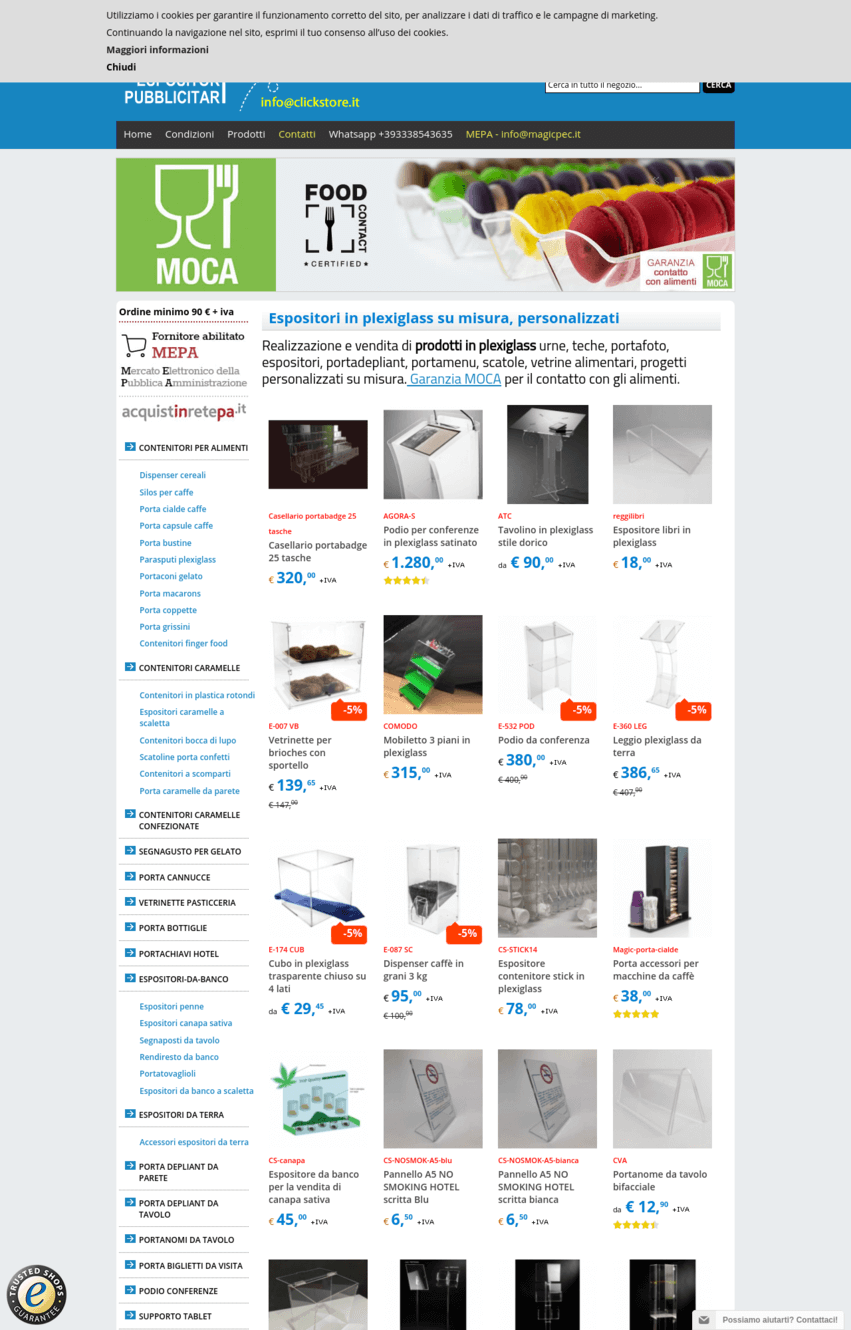 Utilizziamo i cookies per garantire il funzionamento corretto del sito, per analizzare i dati di traffico e le campagne di marketing.
Continuando la navigazione nel sito, esprimi il tuo consenso all'uso dei cookies.
Maggiori informazioni
Chiudi
PUBBLICITARI
info@clickstore.it
Cerca in tutto il negozio...
CERCA
Home Condizioni Prodotti Contatti Whatsapp +393338543635 MEPA - info@magicpec.it
MOCA
FOOD
CONTACT
★ CERTIFIED ★
GARANZIA
contatto
con alimenti
MOCA
Ordine minimo 90 € + iva
Fornitore abilitato
MEPA
Mercato Elettronico della
Pubblica Amministrazione
acquistinretepa.it
CONTENITORI PER ALIMENTI
Dispenser cereali
Silos per caffe
Porta cialde caffe
Porta capsule caffe
Porta bustine
Parasputi plexiglass
Portaconi gelato
Porta macarons
Porta coppette
Porta grissini
Contenitori finger food
CONTENITORI CARAMELLE
Contenitori in plastica rotondi
Espositori caramelle a
scaletta
Contenitori bocca di lupo
Scatoline porta confetti
Contenitori a scomparti
Porta caramelle da parete
CONTENITORI CARAMELLE
CONFEZIONATE
SEGNAGUSTO PER GELATO
PORTA CANNUCCE
VETRINETTE PASTICCERIA
PORTA BOTTIGLIE
PORTACHIAVI HOTEL
ESPOSITORI-DA-BANCO
Espositori penne
Espositori canapa sativa
Segnaposti da tavolo
Rendiresto da banco
Portatovaglioli
Espositori da banco a scaletta
ESPOSITORI DA TERRA
Accessori espositori da terra
PORTA DEPLIANT DA
PARETE
PORTA DEPLIANT DA
TAVOLO
PORTANOMI DA TAVOLO
PORTA BIGLIETTI DA VISITA
PODIO CONFERENZE
SUPPORTO TABLET
Espositori in plexiglass su misura, personalizzati
Realizzazione e vendita di prodotti in plexiglass urne, teche, portafoto,
espositori, portadepliant, portamenu, scatole, vetrine alimentari, progetti
personalizzati su misura. Garanzia MOCA per il contatto con gli alimenti.
Casellario portabadge 25
tasche
Casellario portabadge
25 tasche
€ 320,00 +IVA
AGORA-S
Podio per conferenze
in plexiglass satinato
€ 1.280,00 +IVA
ATC
Tavolino in plexiglass
stile dorico
da € 90,00 +IVA
reggilibri
Espositore libri in
plexiglass
€ 18,00 +IVA
-5%
E-007 VB
Vetrinette per
brioches con
sportello
€ 139,65 +IVA
€ 147,00
COMODO
Mobiletto 3 piani in
plexiglass
€ 315,00 +IVA
-5%
E-532 POD
Podio da conferenza
€ 380,00 +IVA
€ 400,00
-5%
E-360 LEG
Leggio plexiglass da
terra
€ 386,65 +IVA
€ 407,00
-5%
E-174 CUB
Cubo in plexiglass
trasparente chiuso su
4 lati
da € 29,45 +IVA
-5%
E-087 SC
Dispenser caffè in
grani 3 kg
€ 95,00 +IVA
€ 100,00
CS-STICK14
Espositore
contenitore stick in
plexiglass
€ 78,00 +IVA
Magic-porta-cialde
Porta accessori per
macchine da caffè
€ 38,00 +IVA
CS-canapa
Espositore da banco
per la vendita di
canapa sativa
€ 45,00 +IVA
CS-NOSMOK-A5-blu
Pannello A5 NO
SMOKING HOTEL
scritta Blu
€ 6,50 +IVA
CS-NOSMOK-A5-bianca
Pannello A5 NO
SMOKING HOTEL
scritta bianca
€ 6,50 +IVA
CVA
Portanome da tavolo
bifacciale
da € 12,90 +IVA
TRUSTED SHOPS
GUARANTEE
Possiamo aiutarti? Contattaci!